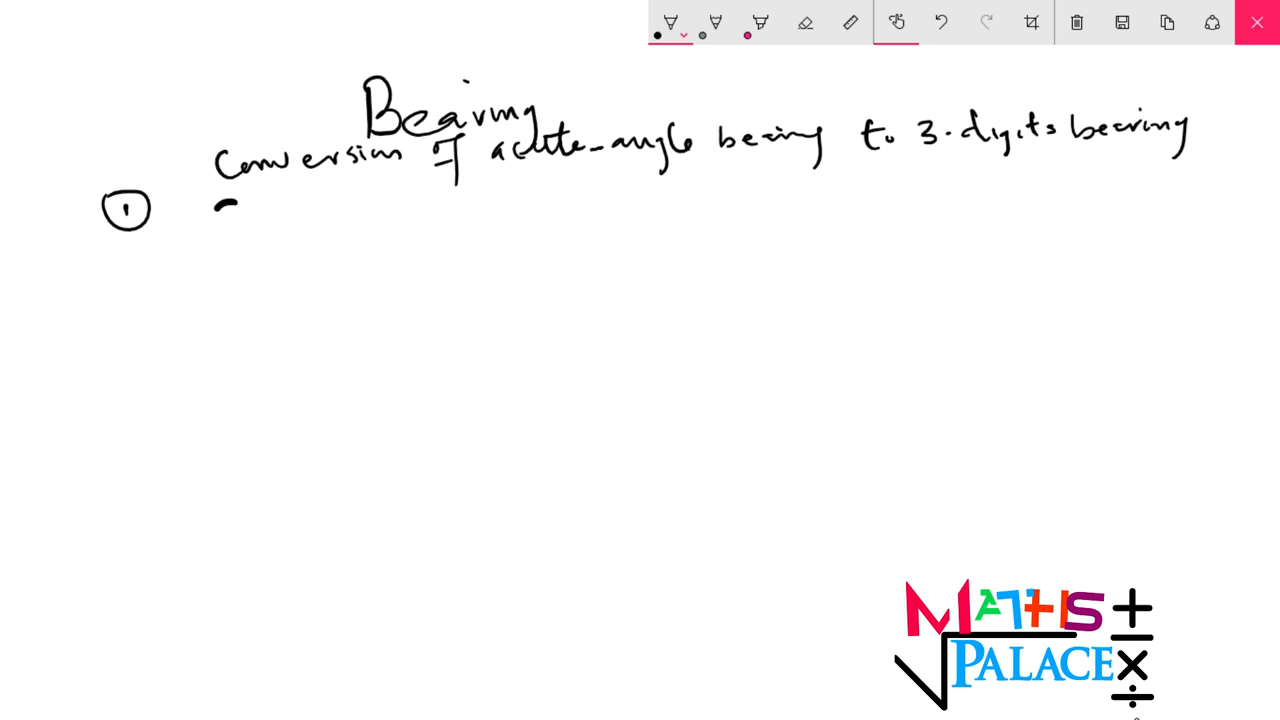 Bearing
Conversion of acute-angle bearing to 3-digits bearing
1
MATHS
PALACE